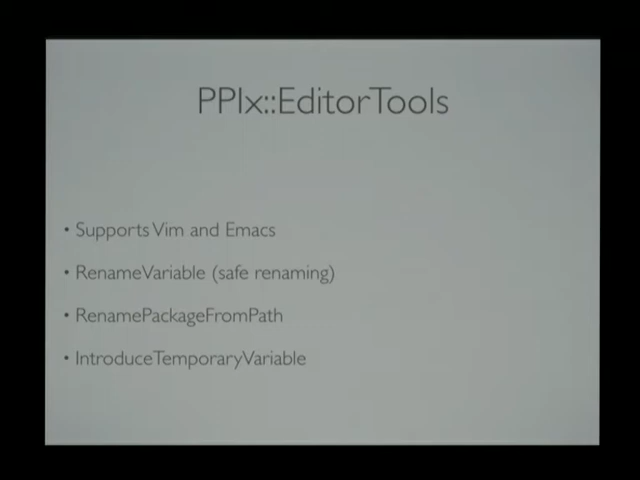 PPIx::EditorTools
• Supports Vim and Emacs
• RenameVariable (safe renaming)
• RenamePackageFromPath
• IntroduceTemporaryVariable